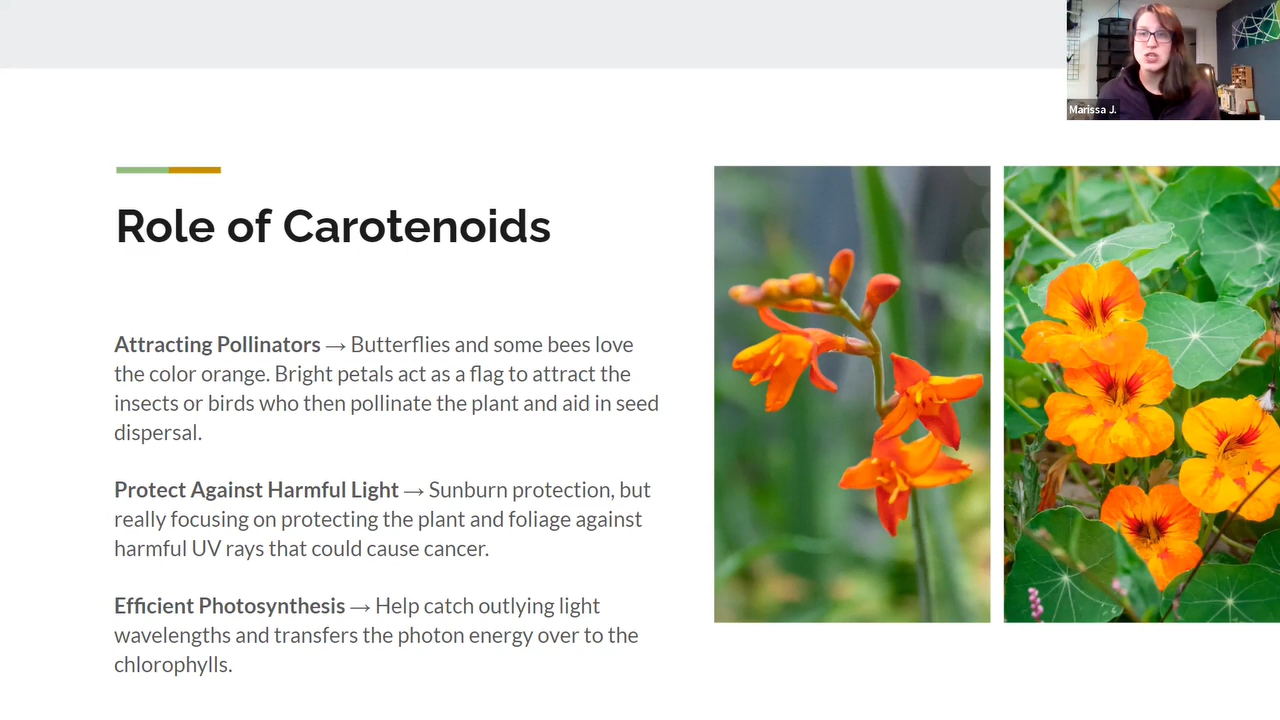 Marissa J.
Role of Carotenoids
Attracting Pollinators → Butterflies and some bees love
the color orange. Bright petals act as a flag to attract the
insects or birds who then pollinate the plant and aid in seed
dispersal.
Protect Against Harmful Light → Sunburn protection, but
really focusing on protecting the plant and foliage against
harmful UV rays that could cause cancer.
Efficient Photosynthesis → Help catch outlying light
wavelengths and transfers the photon energy over to the
chlorophylls.